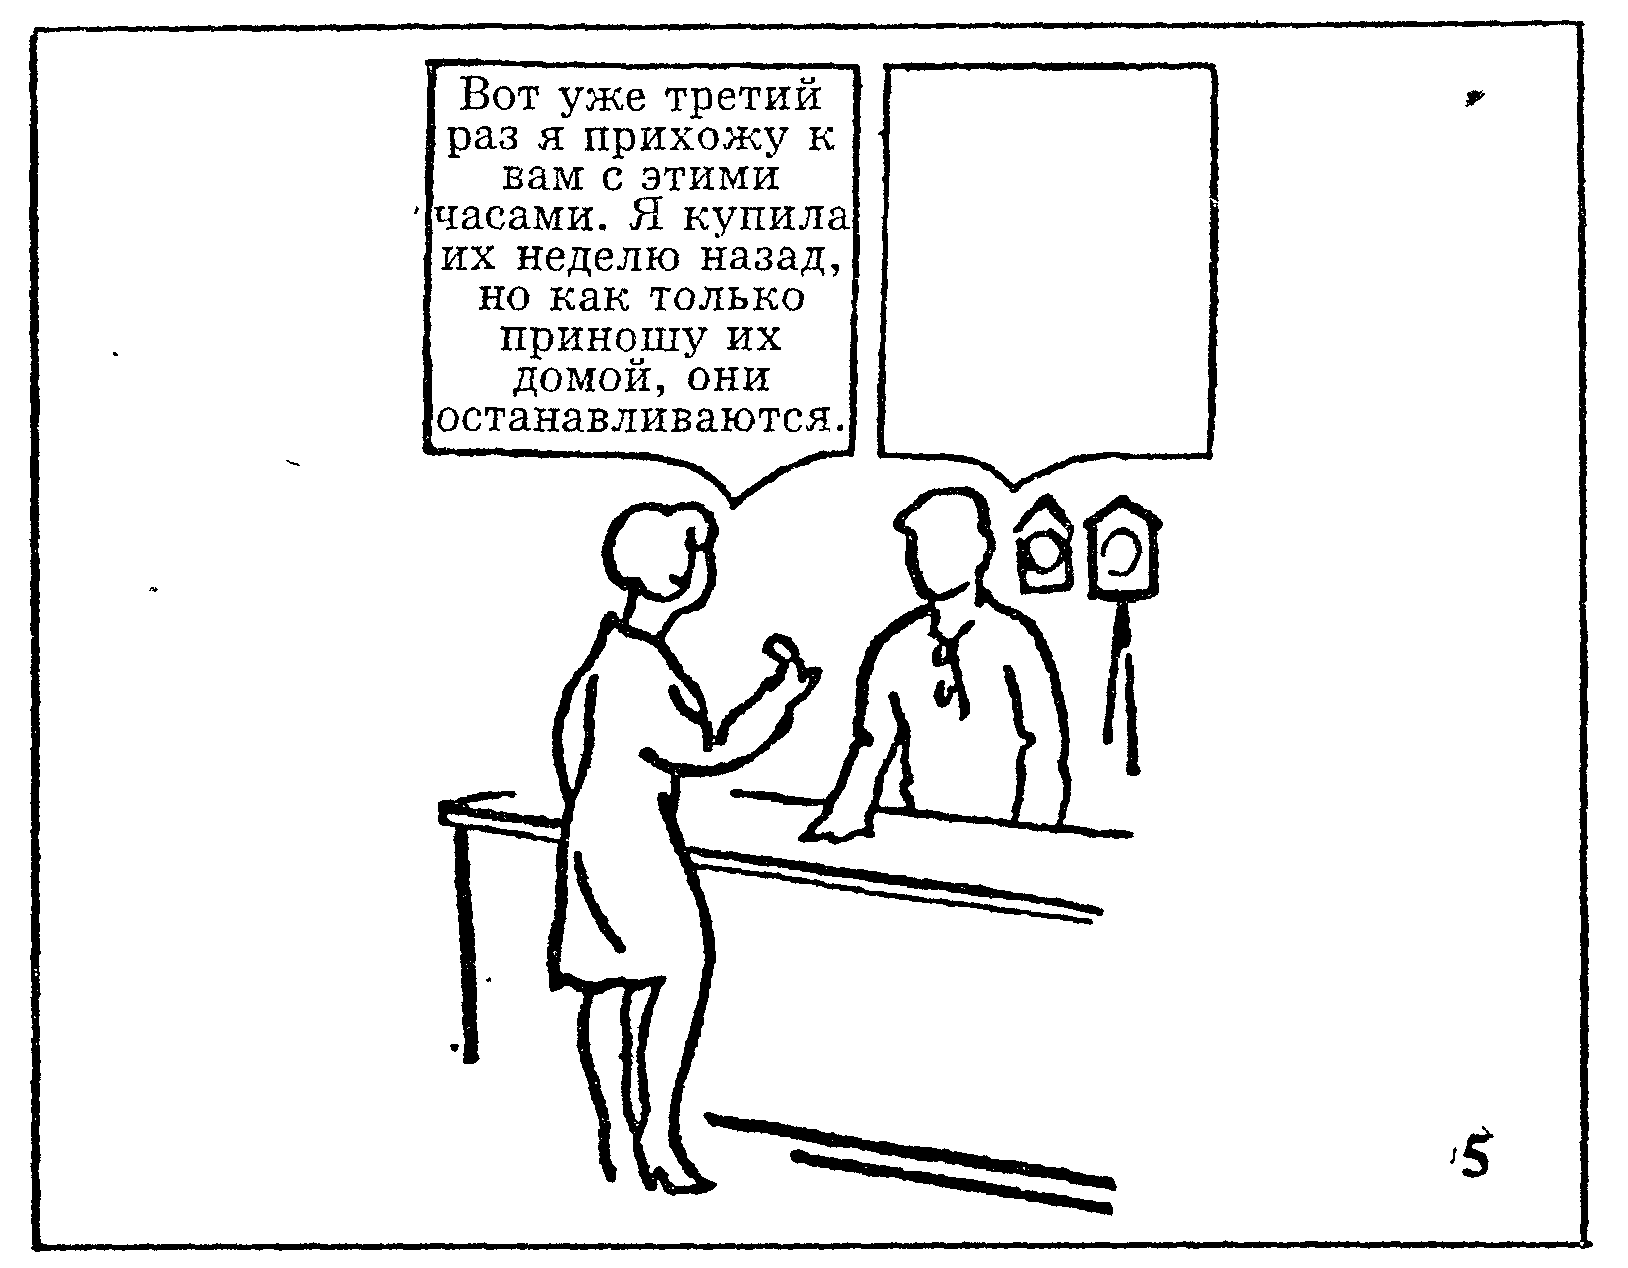 Вот уже третий
раз я прихожу к
вам с этими
часами. Я купила
их неделю назад,
но как только
приношу их
домой, они
останавливаются.
5